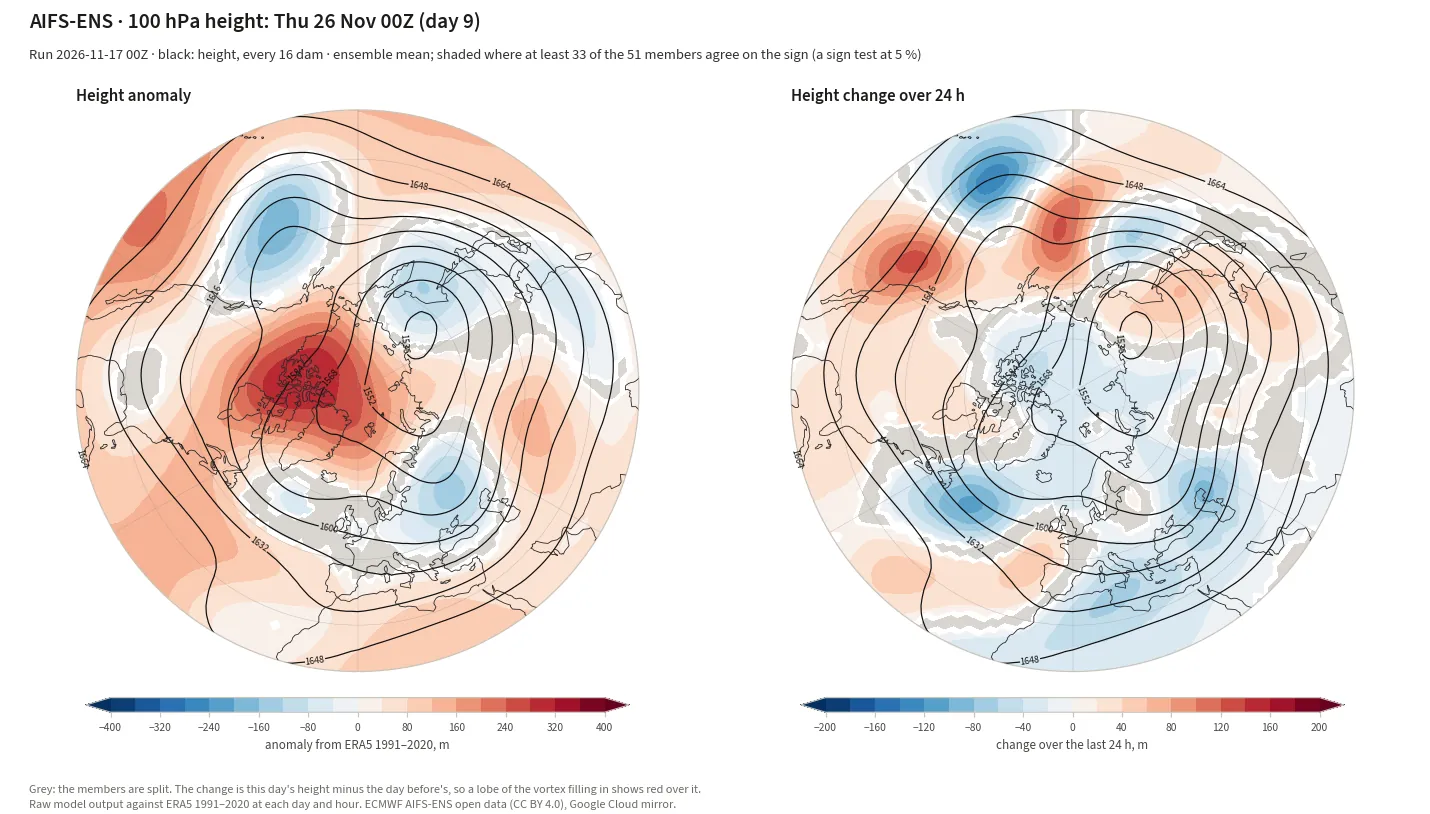 AIFS-ENS · 100 hPa height: Thu 26 Nov 00Z (day 9)
Run 2026-11-17 00Z · black: height, every 16 dam · ensemble mean; shaded where at least 33 of the 51 members agree on the sign (a sign test at 5 %)
Height anomaly
Height change over 24 h
1648
1664
1616
1536
1584
1568
1552
1664
1600
1632
1648
1648
1664
1616
1536
1568
1552
1664
1600
1632
1648
−400 −320 −240 −160 −80 0 80 160 240 320 400
anomaly from ERA5 1991–2020, m
−200 −160 −120 −80 −40 0 40 80 120 160 200
change over the last 24 h, m
Grey: the members are split. The change is this day's height minus the day before's, so a lobe of the vortex filling in shows red over it.
Raw model output against ERA5 1991–2020 at each day and hour. ECMWF AIFS-ENS open data (CC BY 4.0), Google Cloud mirror.